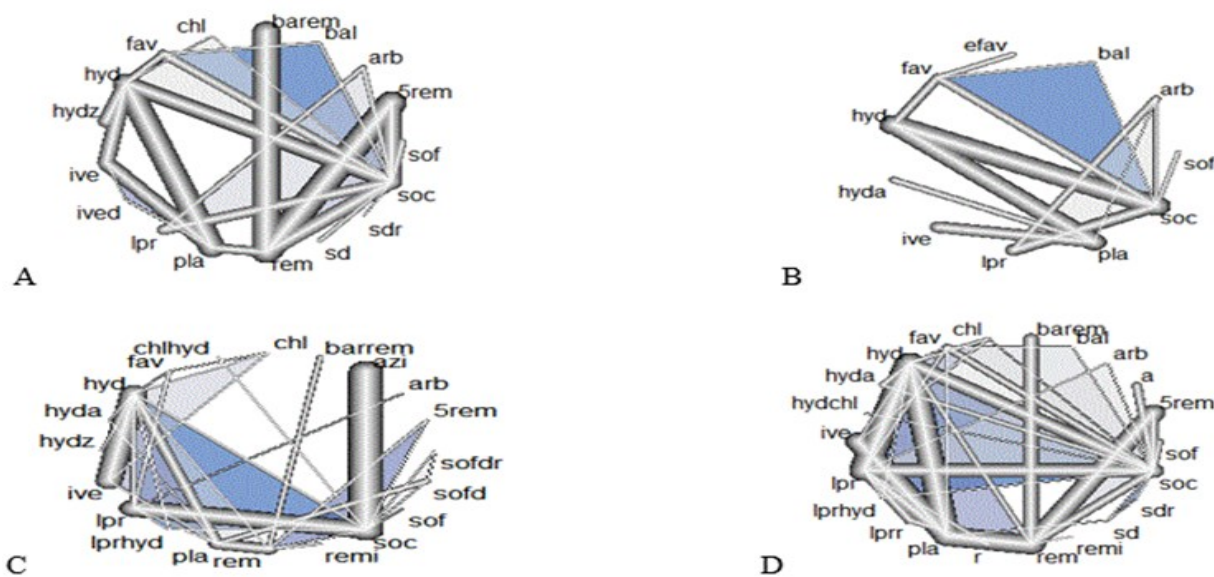 barem
chl
bal
fav
arb
hyd
5rem
hydz
sof
ive
soc
ived
sdr
lpr
sd
pla
rem
A
efav
bal
fav
arb
hyd
sof
hyda
soc
ive
lpr
pla
B
chl
barrem
chlhyd
azi
fav
arb
hyd
5rem
hyda
hydz
sofdr
sofd
ive
lpr
sof
lprhyd
soc
pla
rem
remi
C
chl
barem
fav
bal
hyd
arb
hyda
a
5rem
hydchl
ive
sof
lpr
soc
lprhyd
sdr
lprr
sd
pla
r
rem
remi
D